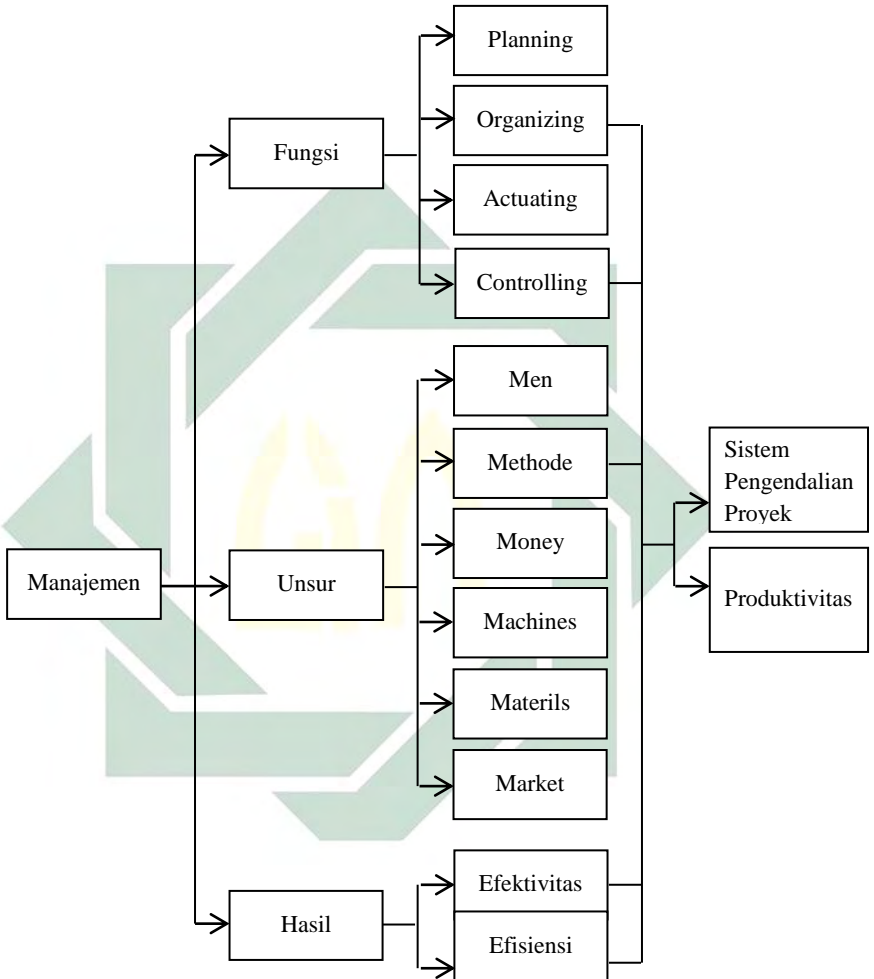 Planning
Organizing
Fungsi
Actuating
Controlling
Men
Methode
Sistem
Pengendalian
Proyek
Money
Manajemen
Unsur
Produktivitas
Machines
Materils
Market
Efektivitas
Hasil
Efisiensi